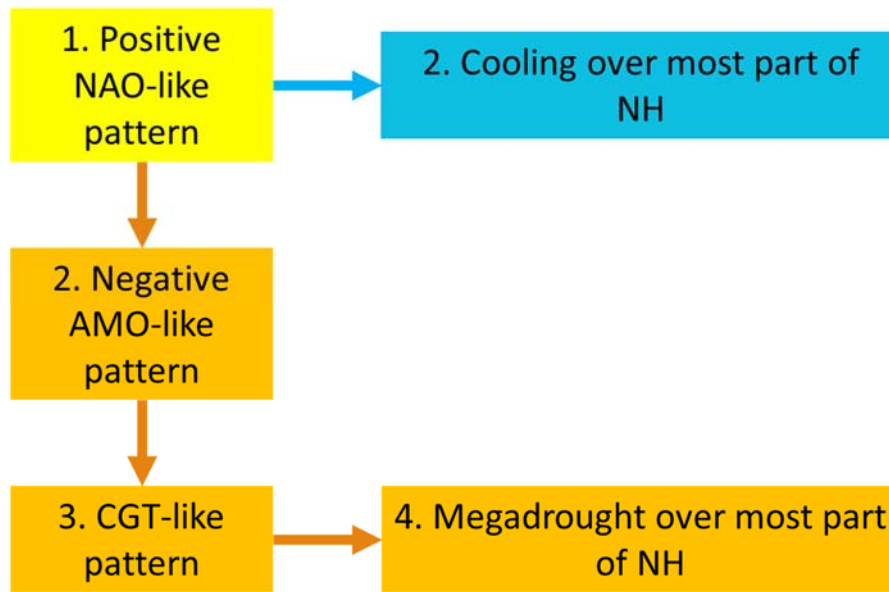 1. Positive
NAO-like
pattern
2. Cooling over most part of
NH
2. Negative
AMO-like
pattern
3. CGT-like
pattern
4. Megadrought over most part
of NH